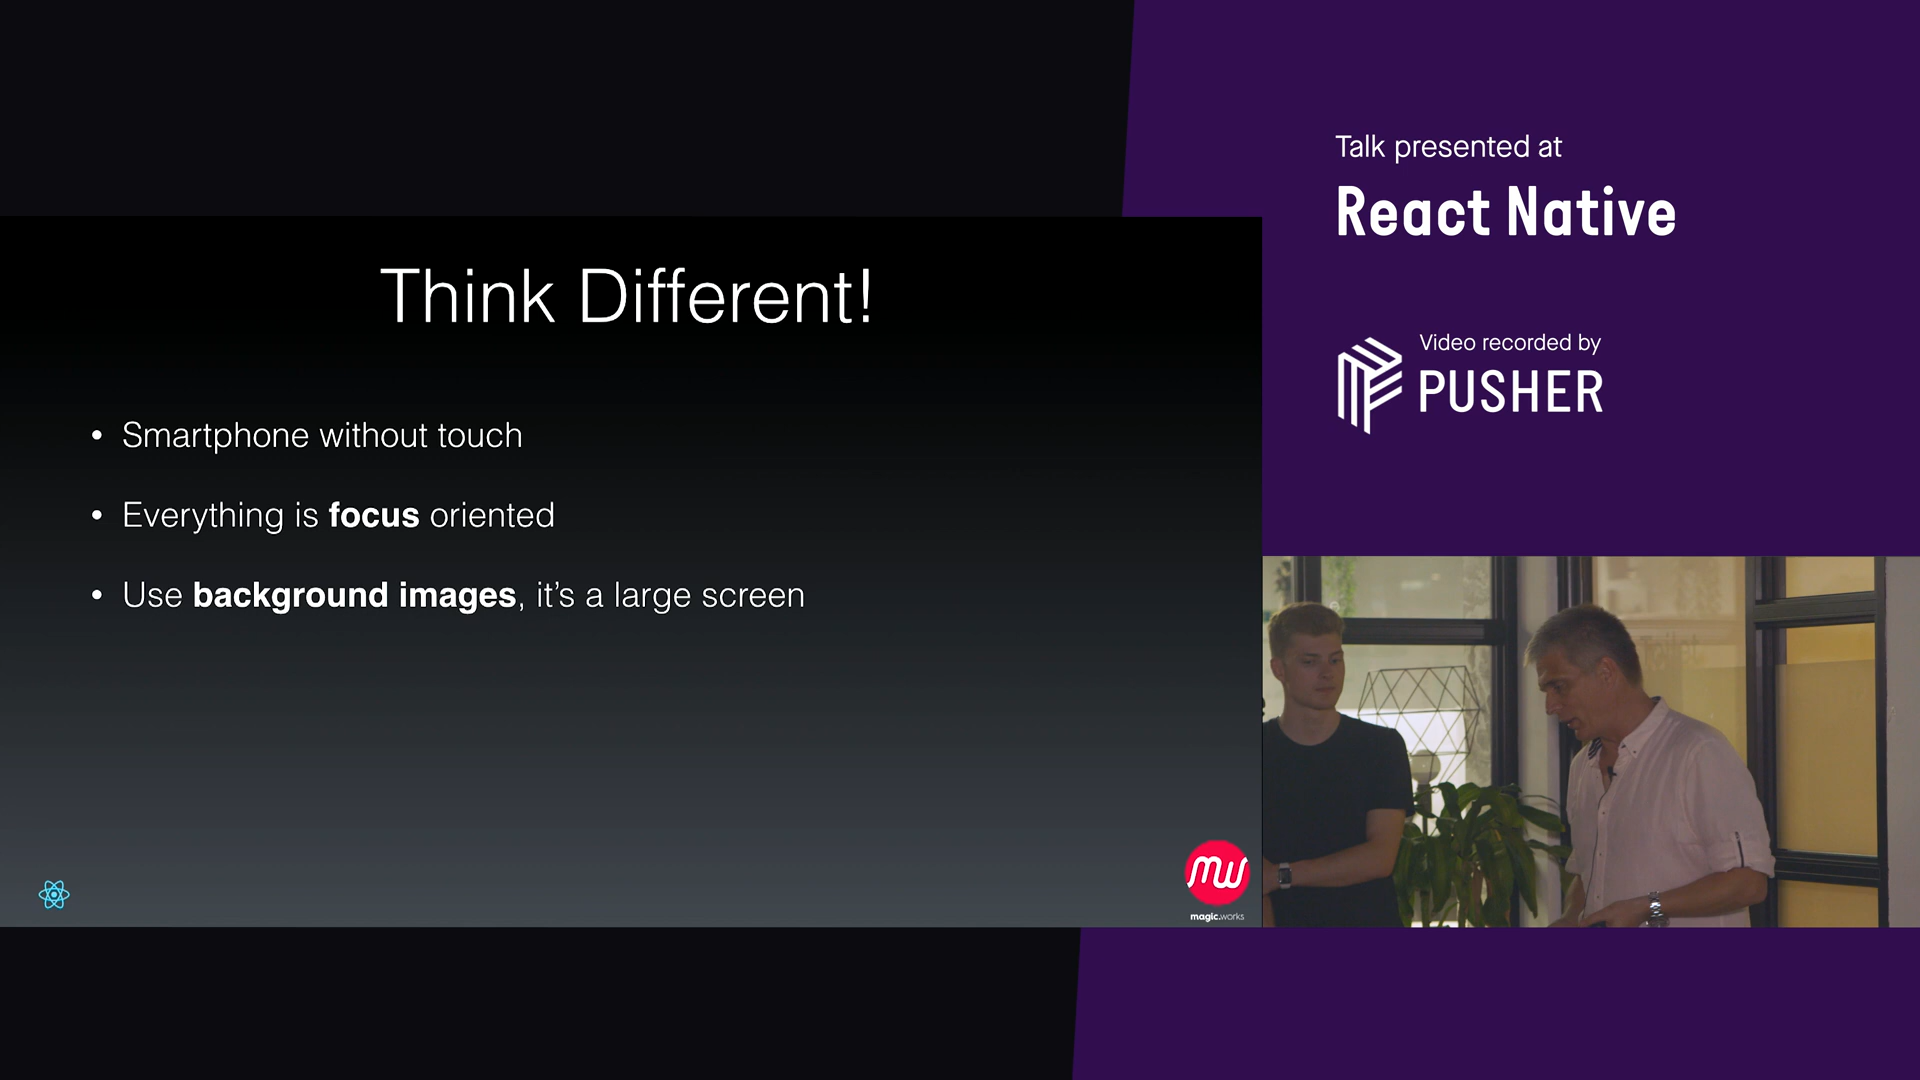 Talk presented at
React Native
Video recorded by
PUSHER
Think Different!
• Smartphone without touch
• Everything is focus oriented
• Use background images, it’s a large screen
mw
magic.works